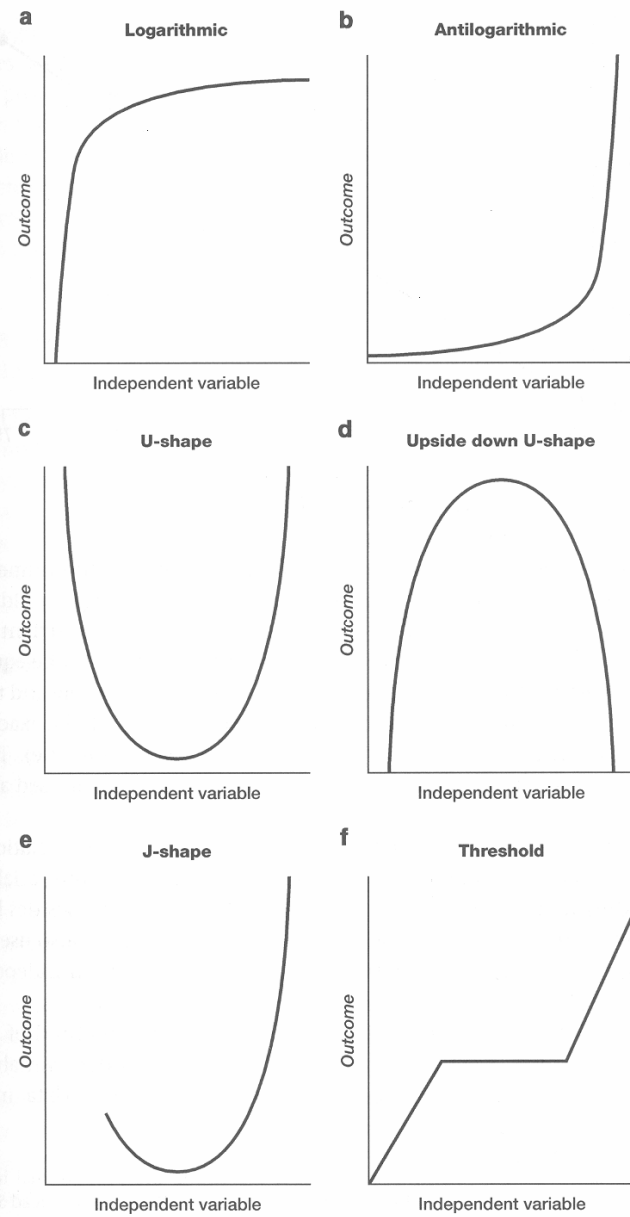 a
Logarithmic
Outcome
Independent variable
b
Antilogarithmic
Outcome
Independent variable
c
U-shape
Outcome
Independent variable
d
Upside down U-shape
Outcome
Independent variable
e
J-shape
Outcome
Independent variable
f
Threshold
Outcome
Independent variable